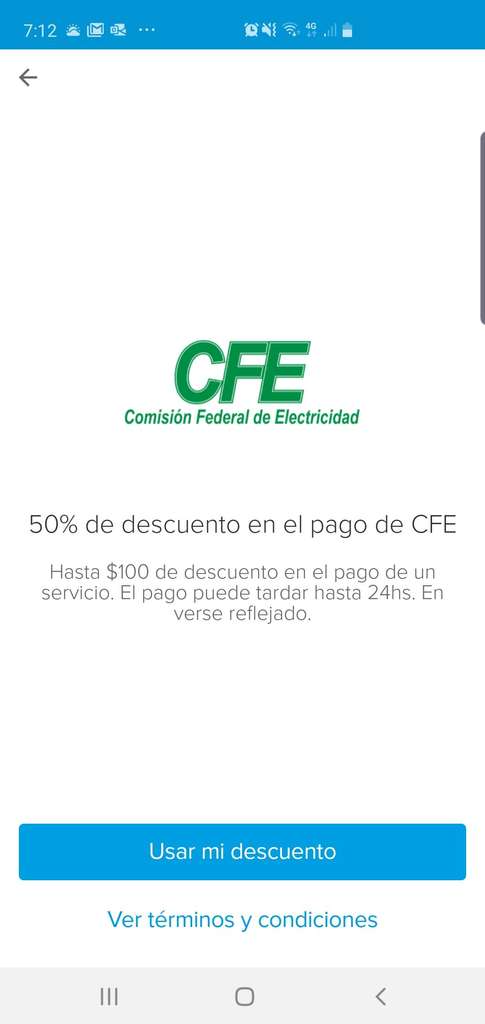 7:12
4G
CFE
Comisión Federal de Electricidad
50% de descuento en el pago de CFE
Hasta $100 de descuento en el pago de un
servicio. El pago puede tardar hasta 24hs. En
verse reflejado.
Usar mi descuento
Ver términos y condiciones